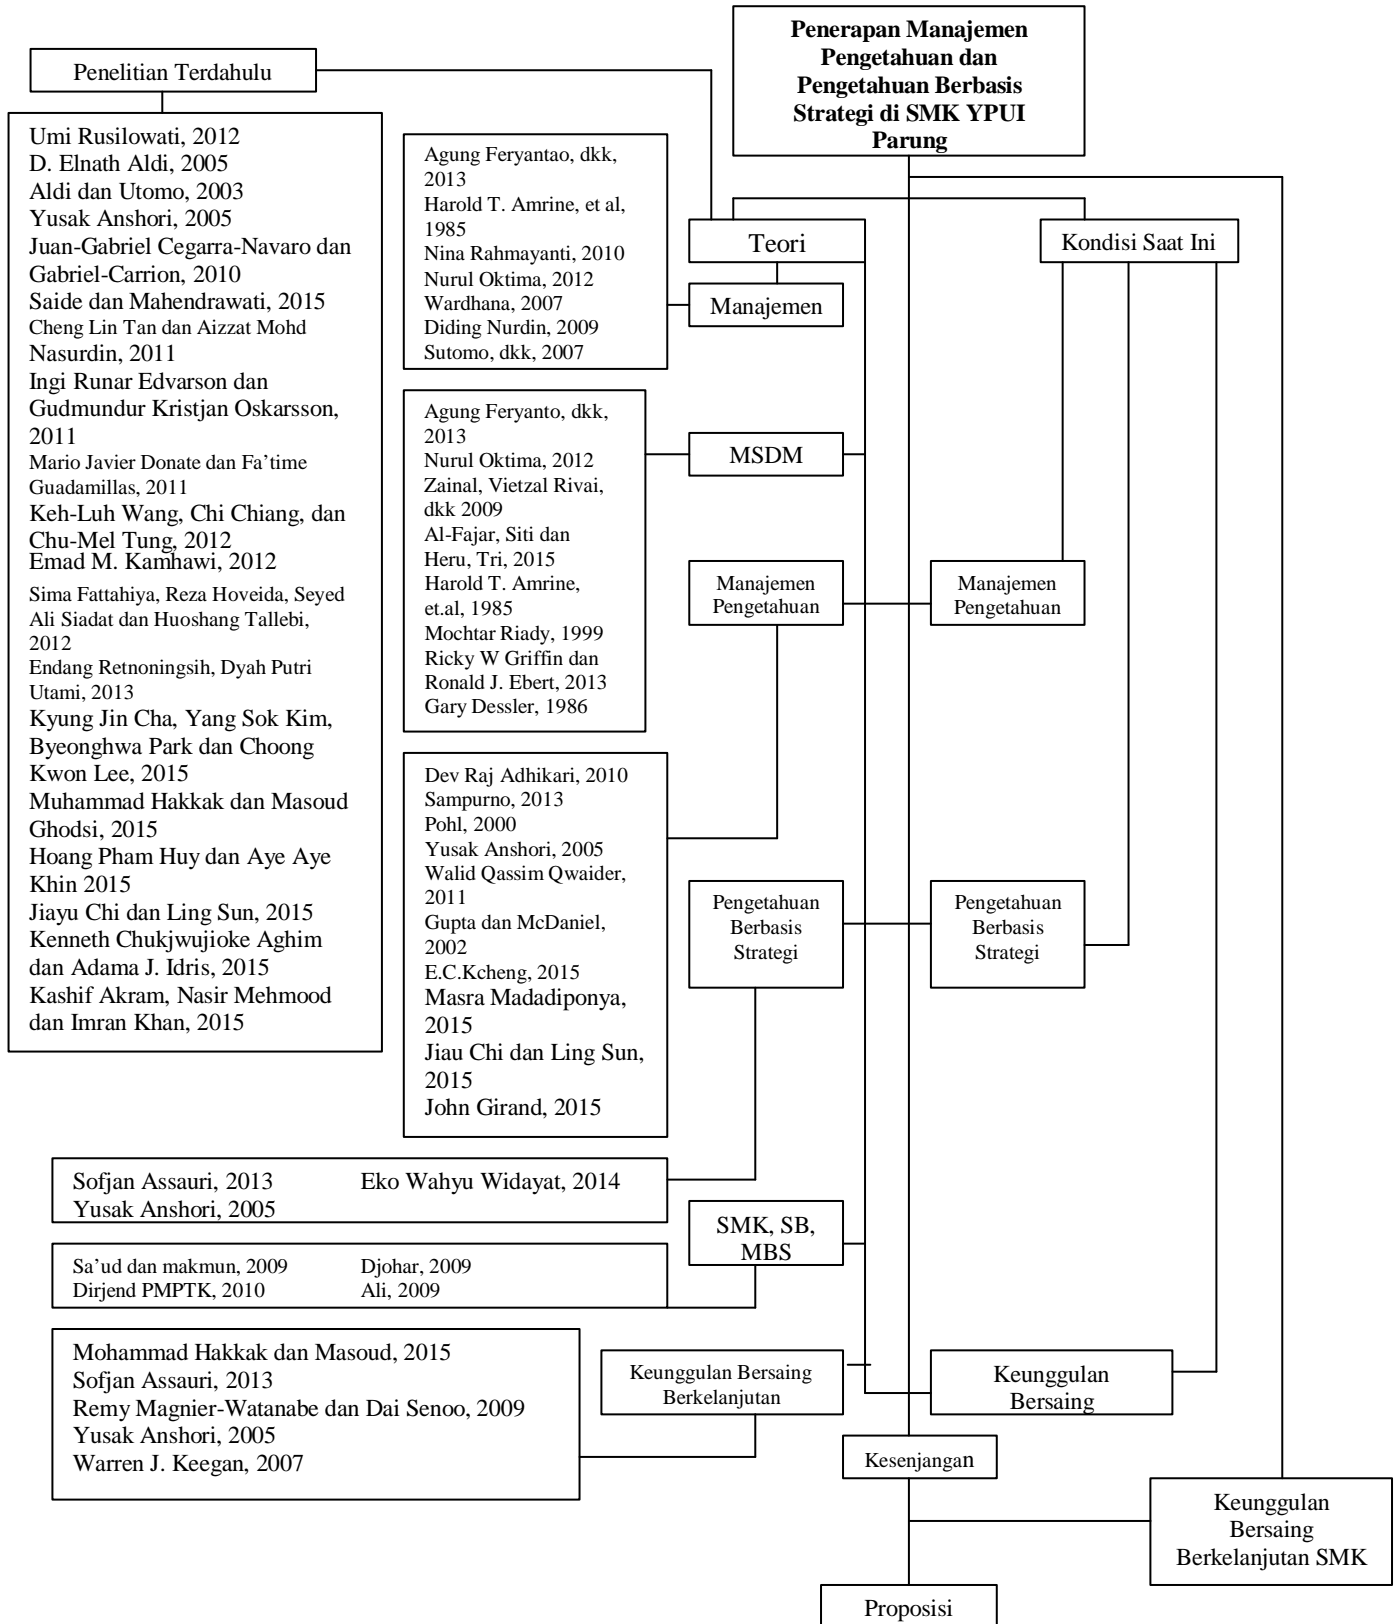 Penerapan Manajemen
Pengetahuan dan
Pengetahuan Berbasis
Strategi di SMK YPUI
Parung
Penelitian Terdahulu
Umi Rusilowati, 2012
D. Elnath Aldi, 2005
Aldi dan Utomo, 2003
Yusak Anshori, 2005
Juan-Gabriel Cegarra-Navaro dan
Gabriel-Carrion, 2010
Saide dan Mahendrawati, 2015
Cheng Lin Tan dan Aizzat Mohd
Nasurdin, 2011
Ingi Runar Edvarson dan
Gudmundur Kristjan Oskarsson,
2011
Mario Javier Donate dan Fa’time
Guadamillas, 2011
Keh-Luh Wang, Chi Chiang, dan
Chu-Mel Tung, 2012
Emad M. Kamhawi, 2012
Sima Fattahiya, Reza Hoveida, Seyed
Ali Siadat dan Huoshang Tallebi,
2012
Endang Retnoningsih, Dyah Putri
Utami, 2013
Kyung Jin Cha, Yang Sok Kim,
Byeonghwa Park dan Choong
Kwon Lee, 2015
Muhammad Hakkak dan Masoud
Ghodsi, 2015
Hoang Pham Huy dan Aye Aye
Khin 2015
Jiayu Chi dan Ling Sun, 2015
Kenneth Chukjwujioke Aghim
dan Adama J. Idris, 2015
Kashif Akram, Nasir Mehmood
dan Imran Khan, 2015
Agung Feryantao, dkk,
2013
Harold T. Amrine, et al,
1985
Nina Rahmayanti, 2010
Nurul Oktima, 2012
Wardhana, 2007
Diding Nurdin, 2009
Sutomo, dkk, 2007
Teori
Manajemen
Kondisi Saat Ini
Agung Feryanto, dkk,
2013
Nurul Oktima, 2012
Zainal, Vietzal Rivai,
dkk 2009
Al-Fajar, Siti dan
Heru, Tri, 2015
Harold T. Amrine,
et.al, 1985
Mochtar Riady, 1999
Ricky W Griffin dan
Ronald J. Ebert, 2013
Gary Dessler, 1986
MSDM
Manajemen
Pengetahuan
Manajemen
Pengetahuan
Dev Raj Adhikari, 2010
Sampurno, 2013
Pohl, 2000
Yusak Anshori, 2005
Walid Qassim Qwaider,
2011
Gupta dan McDaniel,
2002
E.C.Kcheng, 2015
Masra Madadiponya,
2015
Jiau Chi dan Ling Sun,
2015
John Girand, 2015
Pengetahuan
Berbasis
Strategi
Pengetahuan
Berbasis
Strategi
Sofjan Assauri, 2013 Eko Wahyu Widayat, 2014
Yusak Anshori, 2005
SMK, SB,
MBS
Sa’ud dan makmun, 2009 Djohar, 2009
Dirjend PMPTK, 2010 Ali, 2009
Mohammad Hakkak dan Masoud, 2015
Sofjan Assauri, 2013
Remy Magnier-Watanabe dan Dai Senoo, 2009
Yusak Anshori, 2005
Warren J. Keegan, 2007
Keunggulan Bersaing
Berkelanjutan
Keunggulan
Bersaing
Kesenjangan
Keunggulan
Bersaing
Berkelanjutan SMK
Proposisi